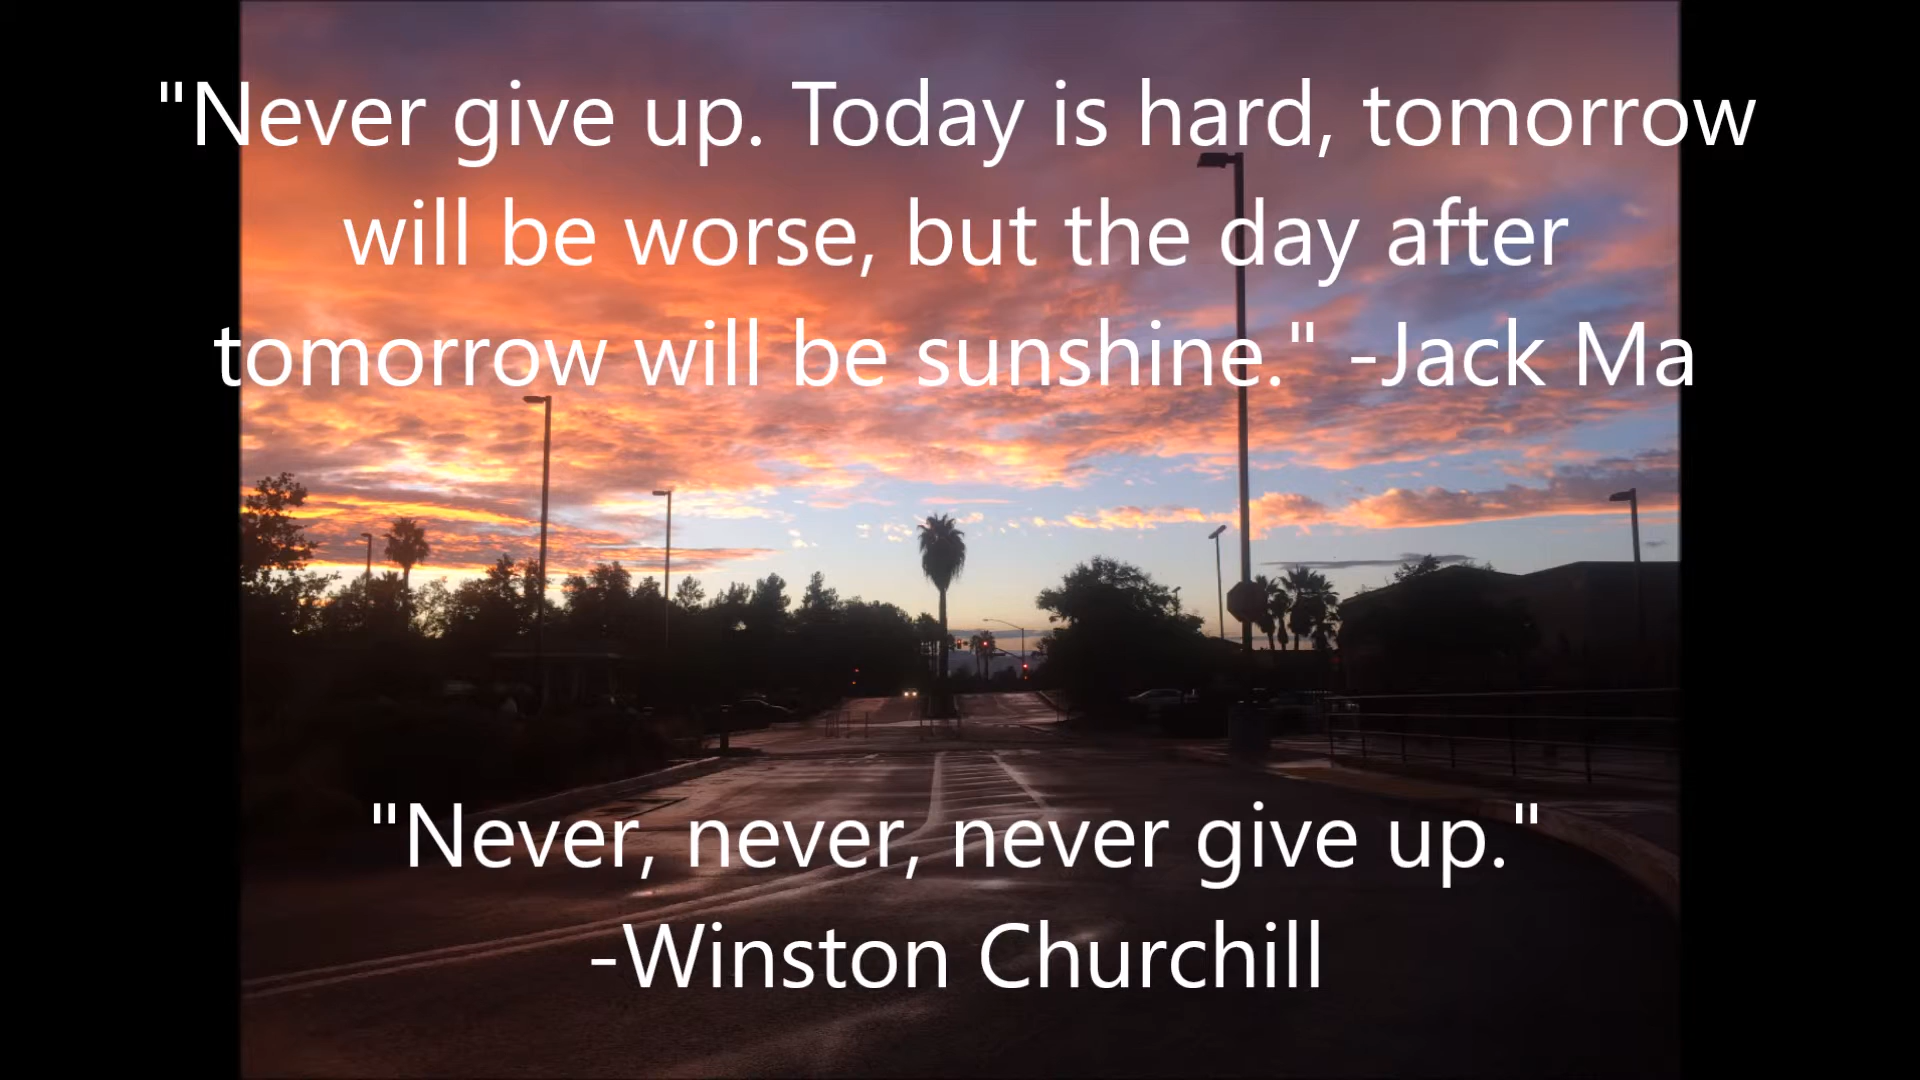 "Never give up. Today is hard, tomorrow
will be worse, but the day after
tomorrow will be sunshine." -Jack Ma
"Never, never, never give up."
-Winston Churchill